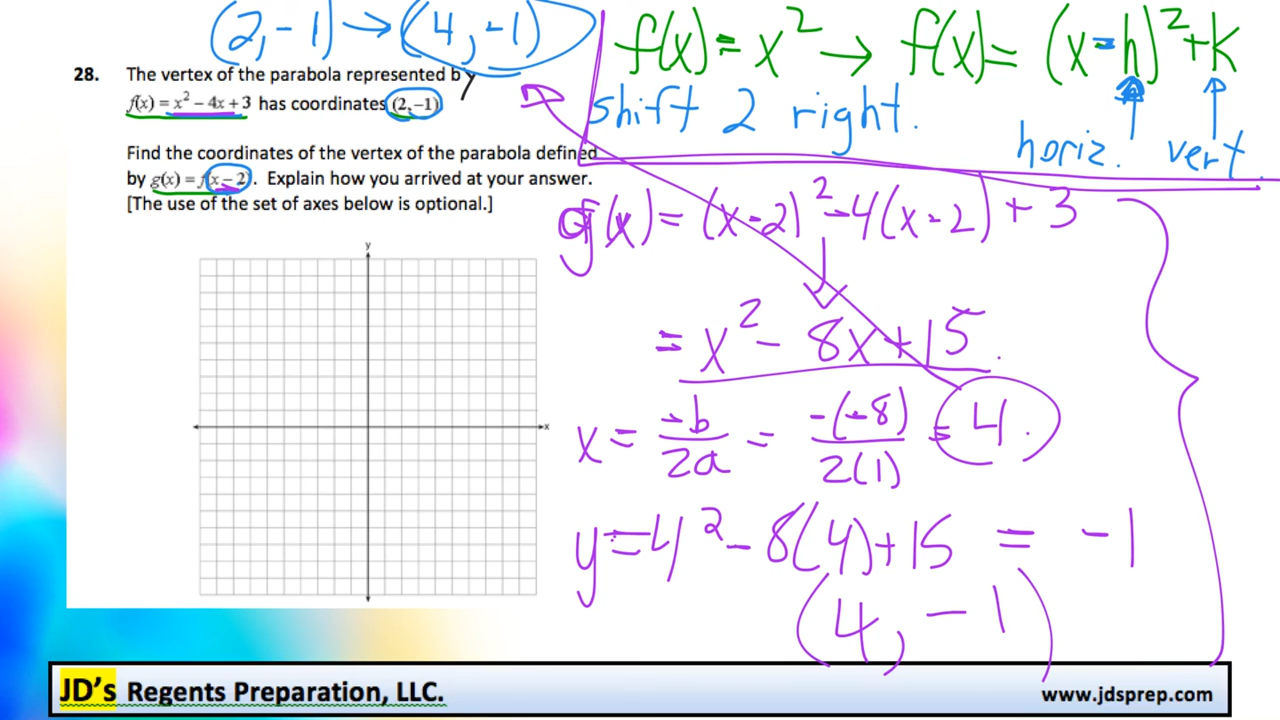 (2,-1) → (4,-1)
f(x) = x² → f(x) = (x-h)²+k
shift 2 right.
horiz. vert.
28. The vertex of the parabola represented by
f(x) = x² – 4x + 3 has coordinates (2,–1)
Find the coordinates of the vertex of the parabola defined
by g(x) = f(x – 2). Explain how you arrived at your answer.
[The use of the set of axes below is optional.]
y
x
g(x) = (x-2)²-4(x-2)+3
= x² - 8x+15.
x = -b/2a = -(-8)/2(1) = 4.
y=4²-8(4)+15 = -1
(4, -1)
JD's Regents Preparation, LLC.
www.jdsprep.com